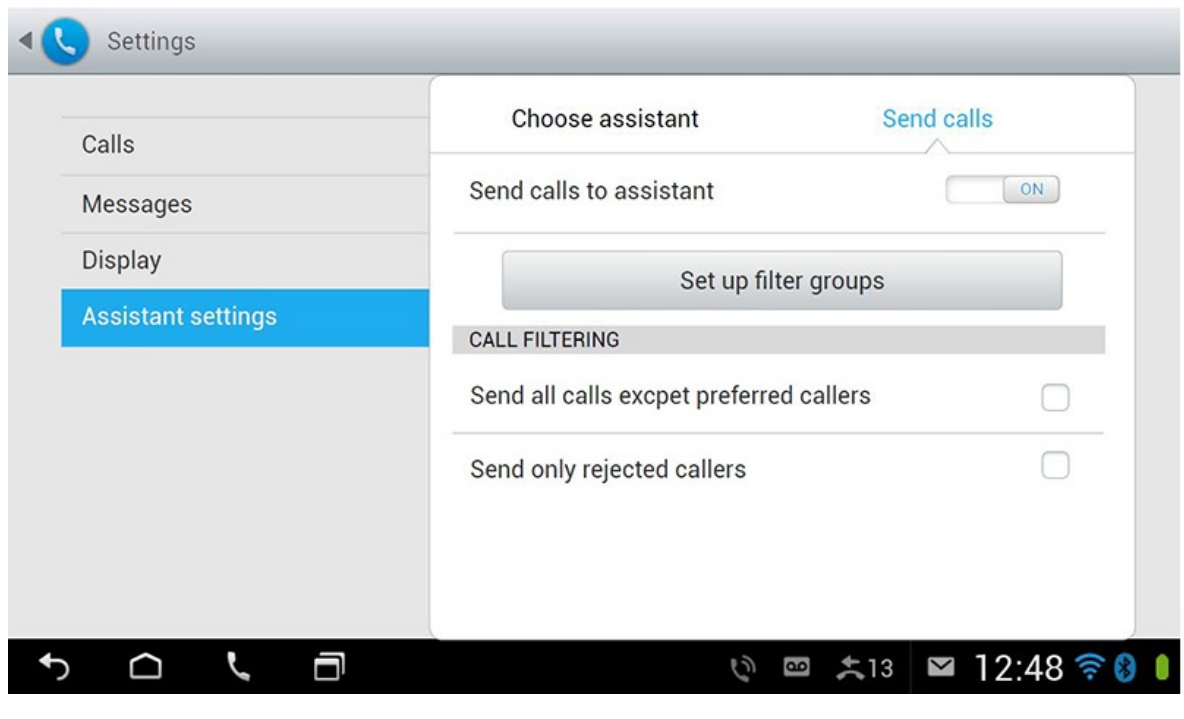 Settings
Calls
Messages
Display
Assistant settings
Choose assistant
Send calls
Send calls to assistant
ON
Set up filter groups
CALL FILTERING
Send all calls excpet preferred callers
Send only rejected callers
13
12:48